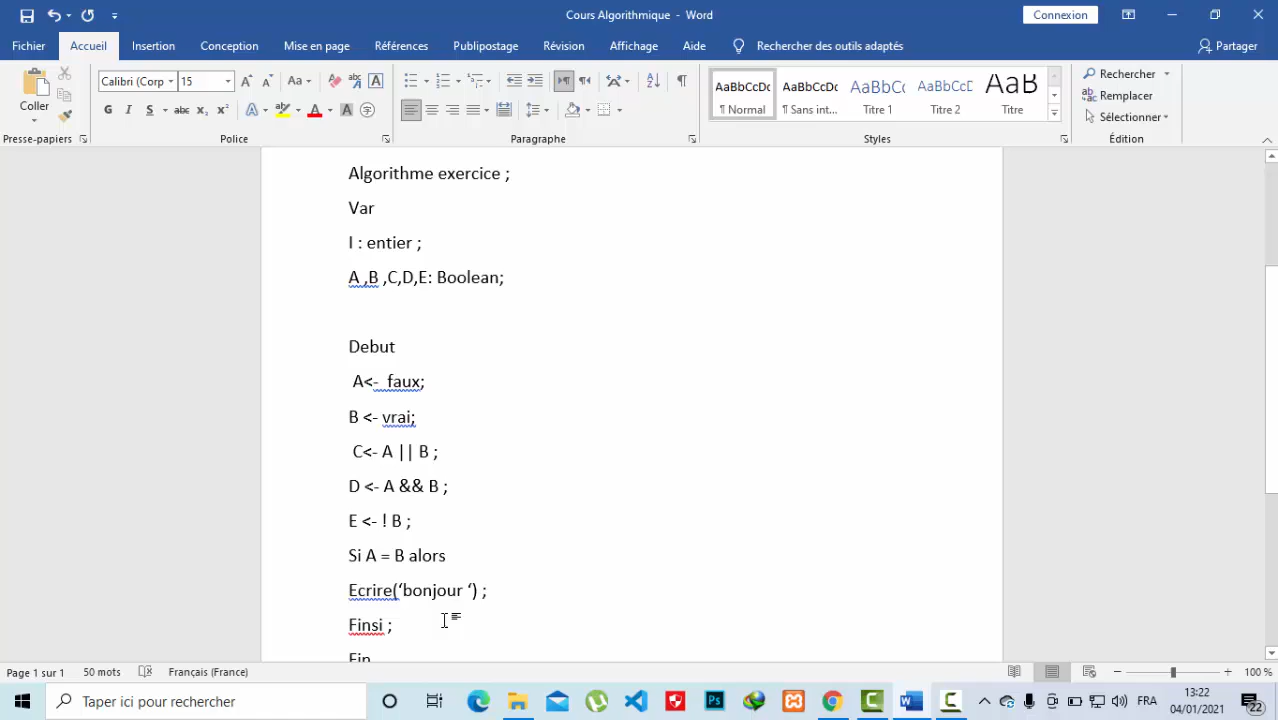 Cours Algorithmique - Word
Connexion
Fichier Accueil Insertion Conception Mise en page Références Publipostage Révision Affichage Aide Rechercher des outils adaptés Partager
Coller
Calibri (Corp 15
AaBbCcDc AaBbCcDc AaBbCc AaBbCcD AaB
¶ Normal ¶ Sans int... Titre 1 Titre 2 Titre
Rechercher
Remplacer
Sélectionner
Presse-papiers Police Paragraphe Styles Édition
Algorithme exercice ;
Var
I : entier ;
A ,B ,C,D,E: Boolean;
Debut
A<- faux;
B <- vrai;
C<- A || B ;
D <- A && B ;
E <- ! B ;
Si A = B alors
Ecrire(‘bonjour ‘) ;
Finsi ;
Fin
Page 1 sur 1 50 mots Français (France) 100 %
Taper ici pour rechercher
FRA
13:22
04/01/2021
22